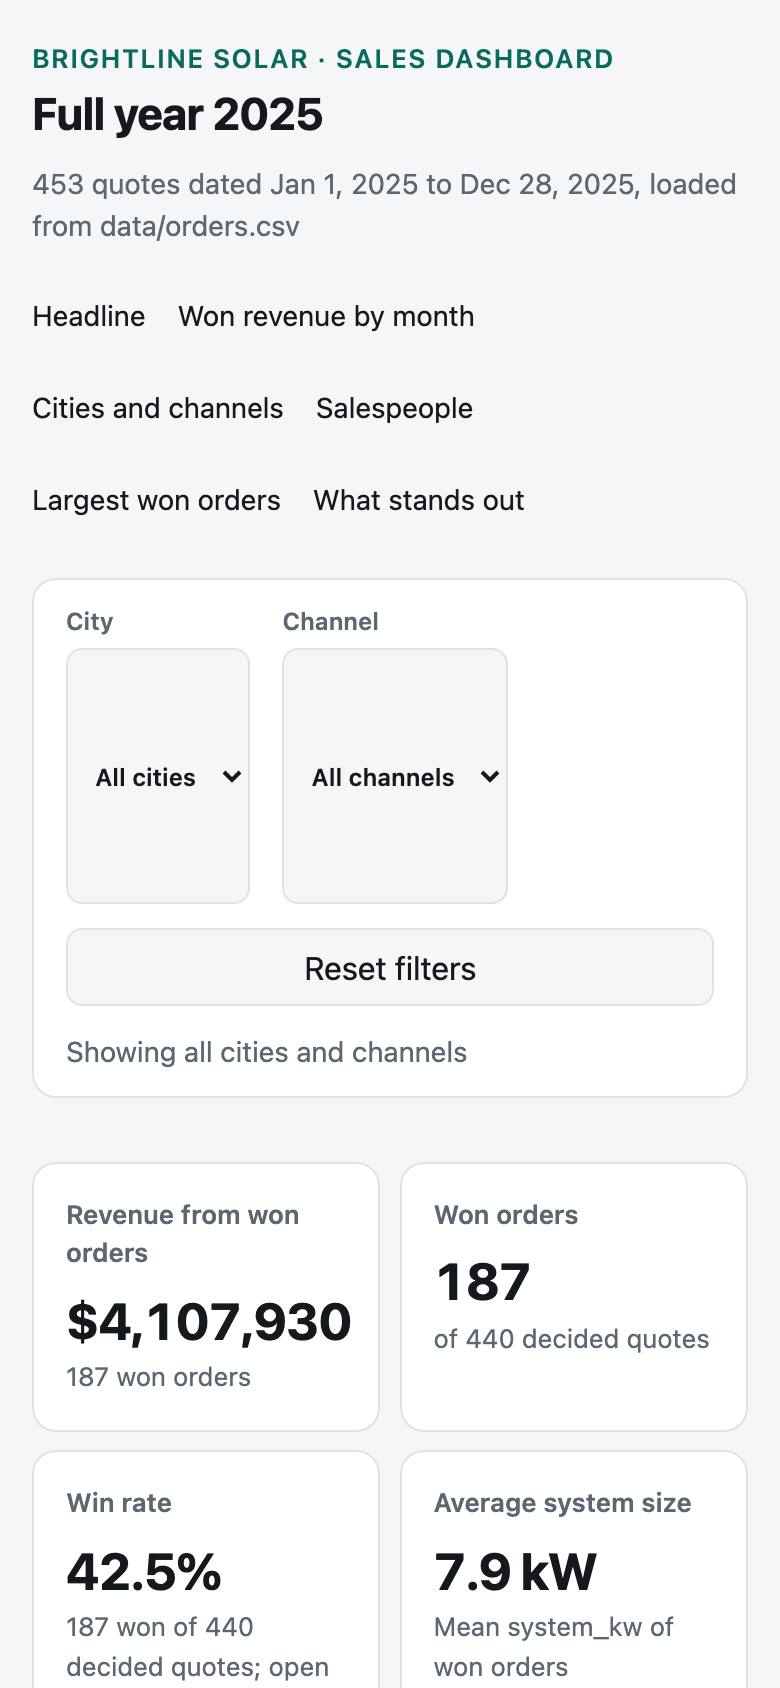 BRIGHTLINE SOLAR · SALES DASHBOARD
Full year 2025
453 quotes dated Jan 1, 2025 to Dec 28, 2025, loaded
from data/orders.csv
Headline Won revenue by month
Cities and channels Salespeople
Largest won orders What stands out
City Channel
All cities All channels
Reset filters
Showing all cities and channels
Revenue from won
orders
$4,107,930
187 won orders
Won orders
187
of 440 decided quotes
Win rate
42.5%
187 won of 440
decided quotes; open
Average system size
7.9 kW
Mean system_kw of
won orders